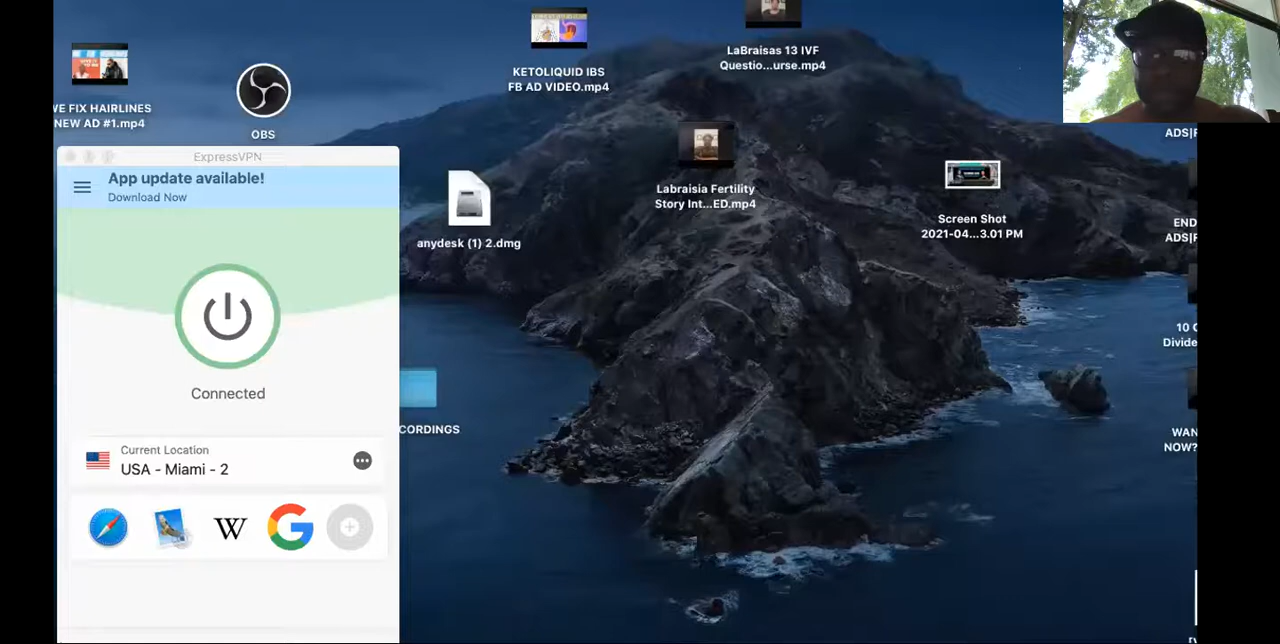 LaBraisas 13 IVF
Questio...urse.mp4
KETOLIQUID IBS
FB AD VIDEO.mp4
WE FIX HAIRLINES
NEW AD #1.mp4
OBS
ExpressVPN
App update available!
Download Now
Labraisia Fertility
Story Int...ED.mp4
Screen Shot
2021-04...3.01 PM
anydesk (1) 2.dmg
Connected
CORDINGS
Current Location
USA - Miami - 2
W
G
ADS|F
END
ADS|F
10 C
Divide
WAN
NOW?